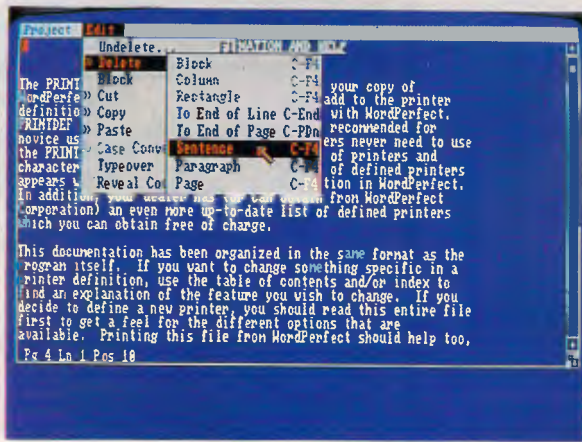 Project Edit
Undelete.. F1 MATION AND HELP
» Delete Block C-F4
The PRINT Block Column C-F4 your copy of
WordPerfe » Cut Rectangle C-F4 add to the printer
definitio » Copy To End of Line C-End with WordPerfect.
PRINTDEF » Paste To End of Page C-PDn recommended for
novice us Case Conve Sentence C-F4 ers never need to use
the PRINT Typeover Paragraph C-F4 of printers and
character Reveal Co Page C-F4 of defined printers
appears tion in WordPerfect.
In addition, your dealer has (or can obtain from WordPerfect
Corporation) an even more up-to-date list of defined printers
which you can obtain free of charge.
This documentation has been organized in the same format as the
program itself. If you want to change something specific in a
printer definition, use the table of contents and/or index to
find an explanation of the feature you wish to change. If you
decide to define a new printer, you should read this entire file
first to get a feel for the different options that are
available. Printing this file from WordPerfect should help too,
Pg 4 Ln 1 Pos 10